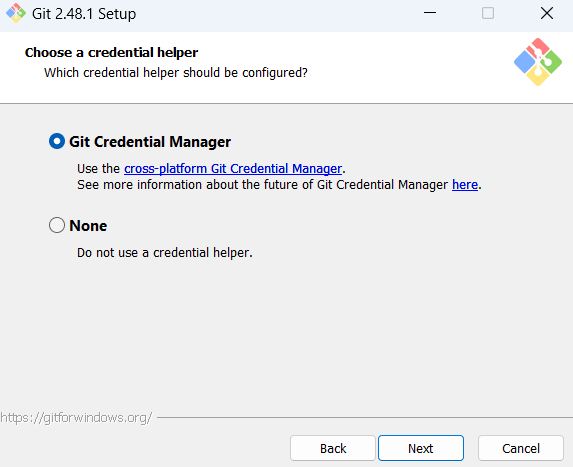 Git 2.48.1 Setup
Choose a credential helper
Which credential helper should be configured?
Git Credential Manager
Use the cross-platform Git Credential Manager.
See more information about the future of Git Credential Manager here.
None
Do not use a credential helper.
https://gitforwindows.org/
Back Next Cancel